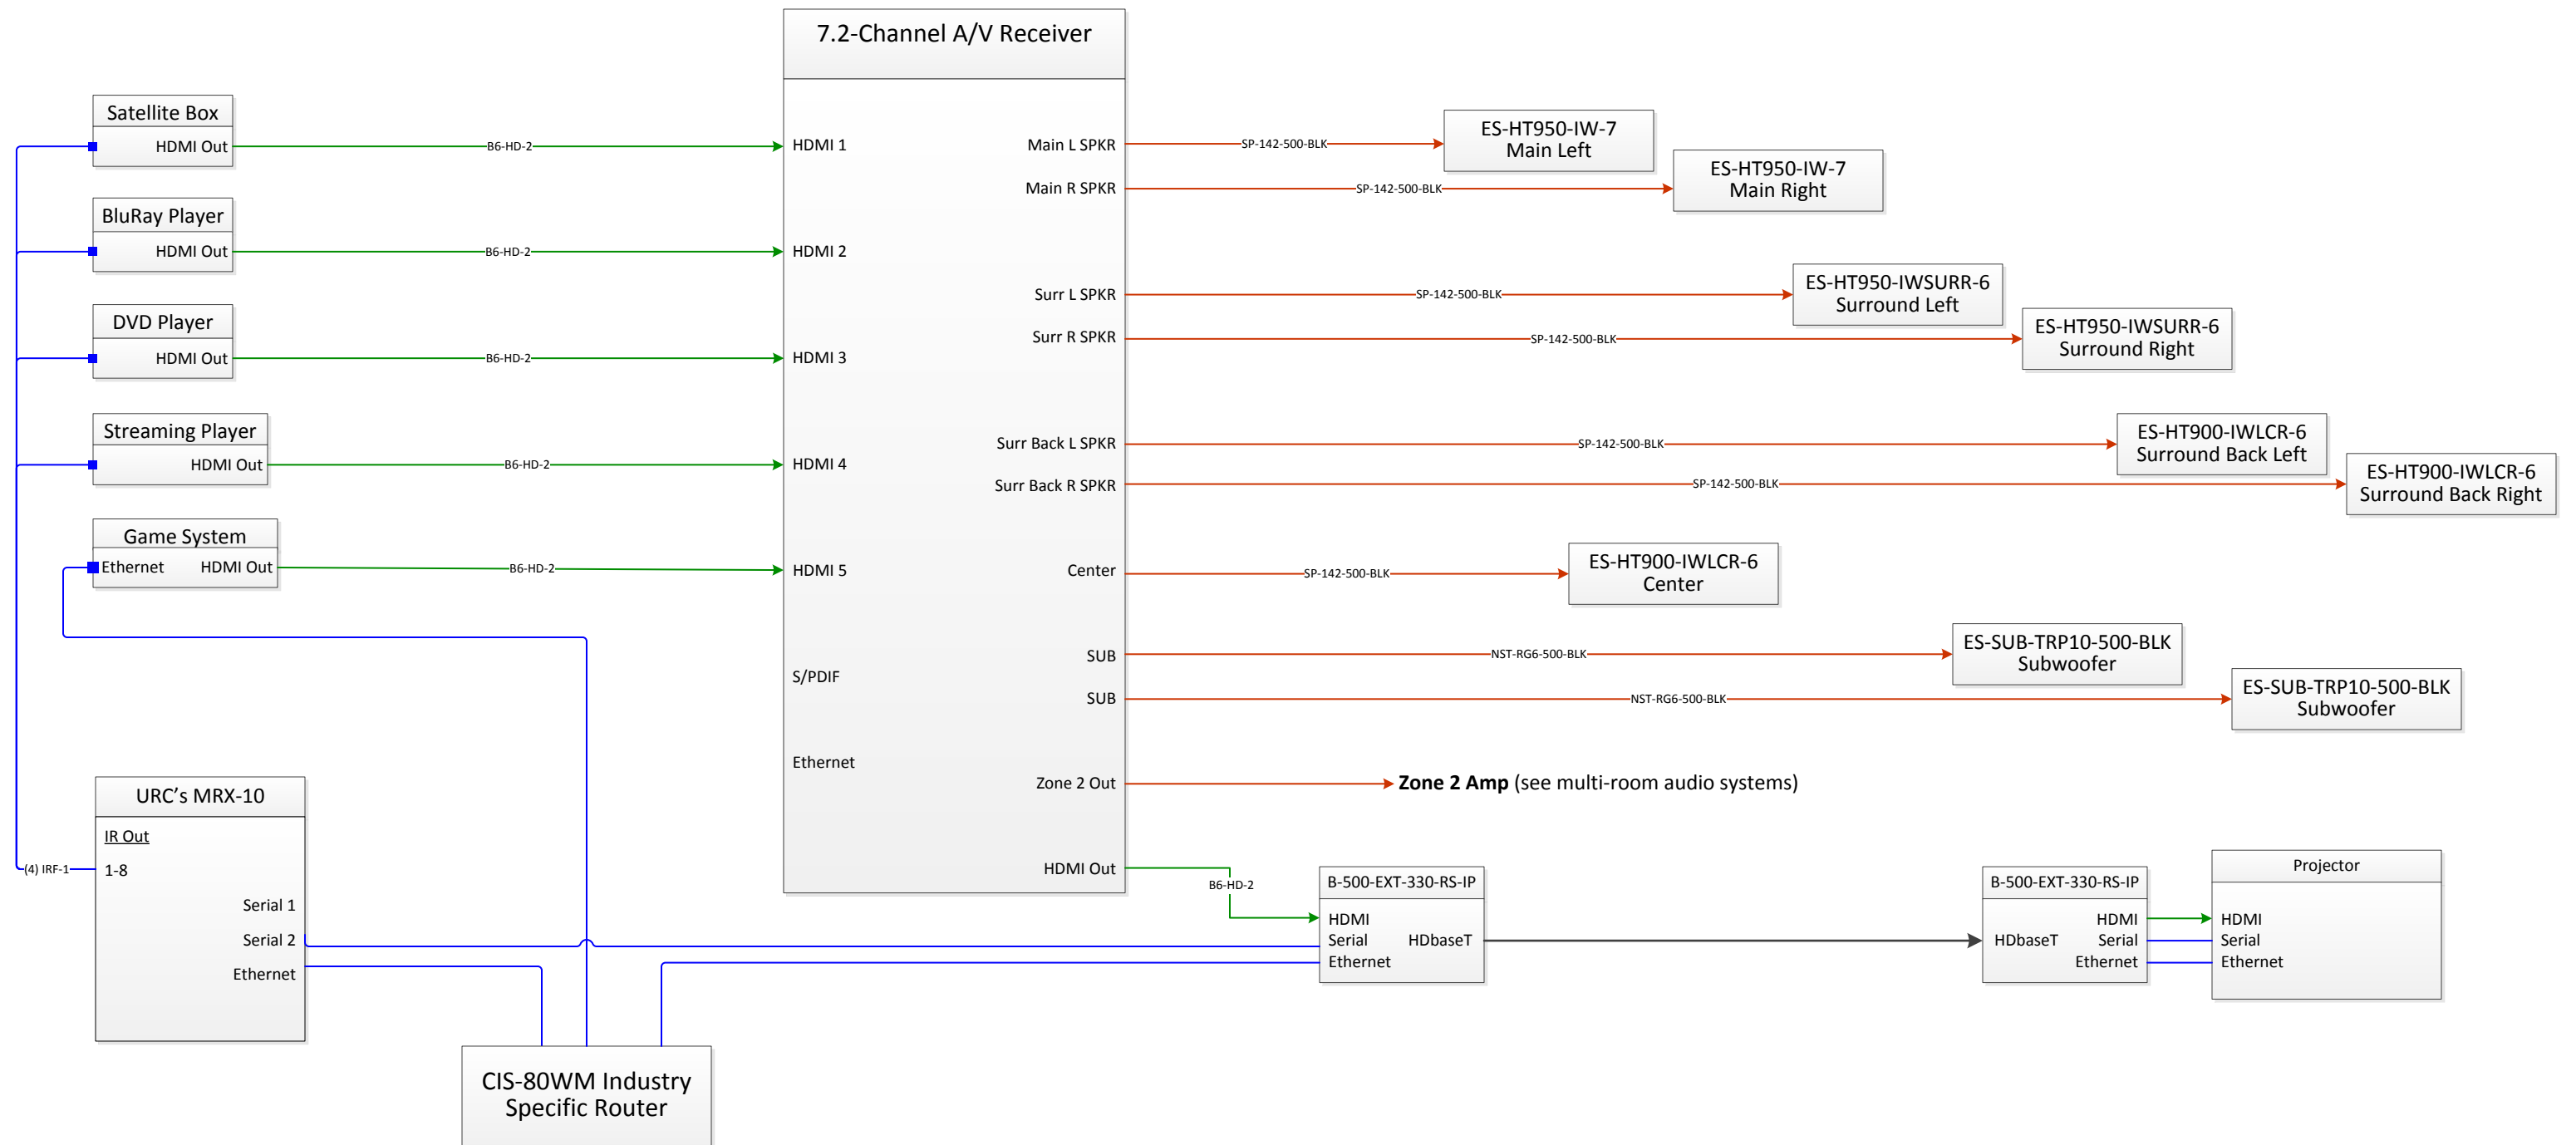 7.2-Channel A/V Receiver
Satellite Box
HDMI Out
B6-HD-2
HDMI 1
Main L SPKR
SP-142-500-BLK
ES-HT950-IW-7
Main Left
Main R SPKR
SP-142-500-BLK
ES-HT950-IW-7
Main Right
BluRay Player
HDMI Out
B6-HD-2
HDMI 2
Surr L SPKR
SP-142-500-BLK
ES-HT950-IWSURR-6
Surround Left
DVD Player
HDMI Out
B6-HD-2
HDMI 3
Surr R SPKR
SP-142-500-BLK
ES-HT950-IWSURR-6
Surround Right
Streaming Player
HDMI Out
B6-HD-2
HDMI 4
Surr Back L SPKR
SP-142-500-BLK
ES-HT900-IWLCR-6
Surround Back Left
Surr Back R SPKR
SP-142-500-BLK
ES-HT900-IWLCR-6
Surround Back Right
Game System
Ethernet HDMI Out
B6-HD-2
HDMI 5
Center
SP-142-500-BLK
ES-HT900-IWLCR-6
Center
SUB
NST-RG6-500-BLK
ES-SUB-TRP10-500-BLK
Subwoofer
S/PDIF
SUB
NST-RG6-500-BLK
ES-SUB-TRP10-500-BLK
Subwoofer
Ethernet
Zone 2 Out
Zone 2 Amp (see multi-room audio systems)
HDMI Out
B6-HD-2
URC's MRX-10
IR Out
(4) IRF-1
1-8
Serial 1
Serial 2
Ethernet
B-500-EXT-330-RS-IP
HDMI
Serial HDbaseT
Ethernet
B-500-EXT-330-RS-IP
HDMI
HDbaseT Serial
Ethernet
Projector
HDMI
Serial
Ethernet
CIS-80WM Industry
Specific Router